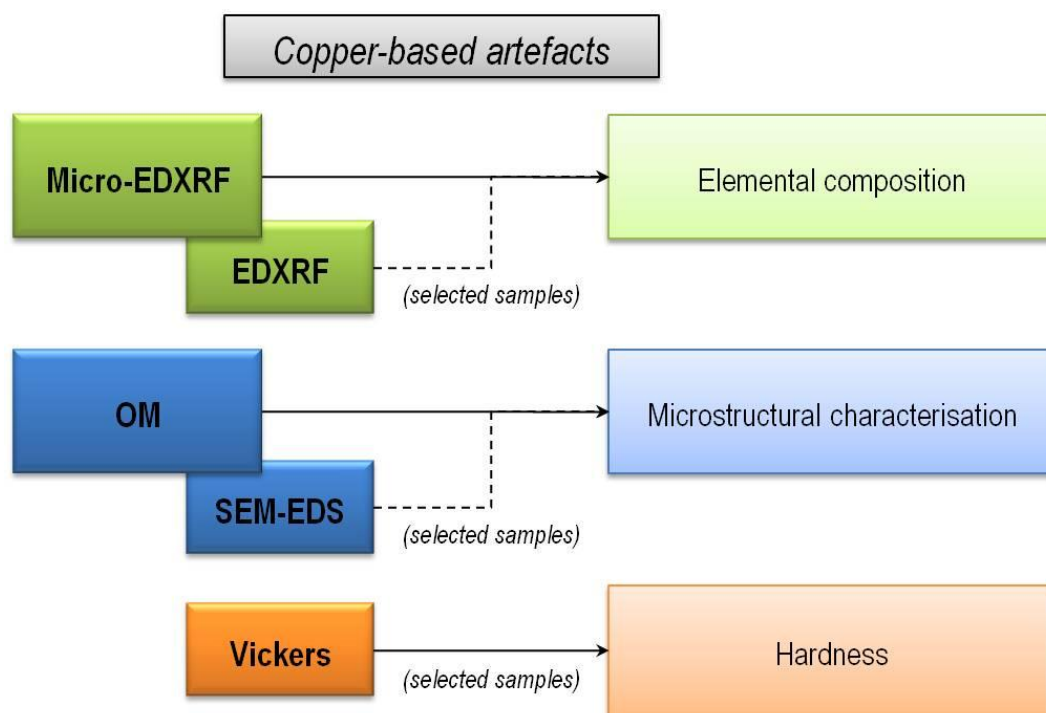 Copper-based artefacts
Micro-EDXRF
Elemental composition
EDXRF
(selected samples)
OM
Microstructural characterisation
SEM-EDS
(selected samples)
Vickers
Hardness
(selected samples)